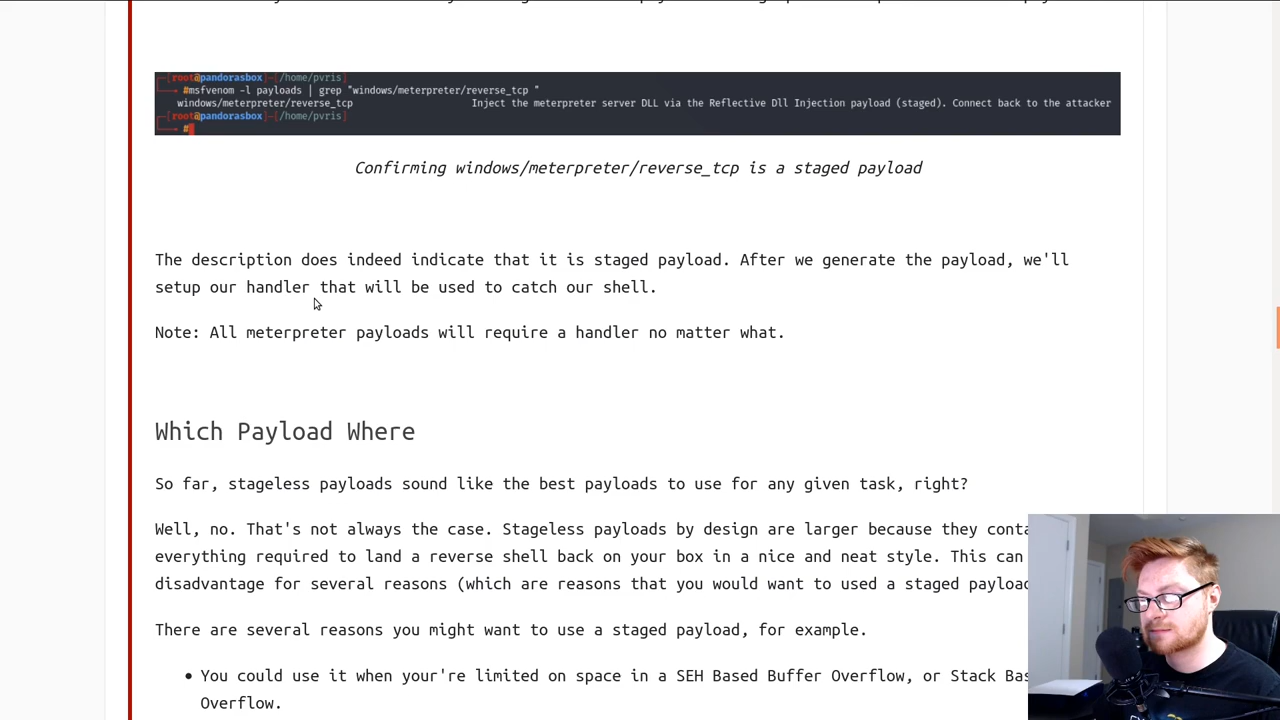 ┌─[root@pandorasbox]─[/home/pvris]
└──╼ #msfvenom -l payloads | grep "windows/meterpreter/reverse_tcp "
windows/meterpreter/reverse_tcp Inject the meterpreter server DLL via the Reflective Dll Injection payload (staged). Connect back to the attacker
┌─[root@pandorasbox]─[/home/pvris]
└──╼ #
Confirming windows/meterpreter/reverse_tcp is a staged payload
The description does indeed indicate that it is staged payload. After we generate the payload, we'll
setup our handler that will be used to catch our shell.
Note: All meterpreter payloads will require a handler no matter what.
Which Payload Where
So far, stageless payloads sound like the best payloads to use for any given task, right?
Well, no. That's not always the case. Stageless payloads by design are larger because they conta
everything required to land a reverse shell back on your box in a nice and neat style. This can
disadvantage for several reasons (which are reasons that you would want to used a staged payload
There are several reasons you might want to use a staged payload, for example.
• You could use it when your're limited on space in a SEH Based Buffer Overflow, or Stack Bas
Overflow.